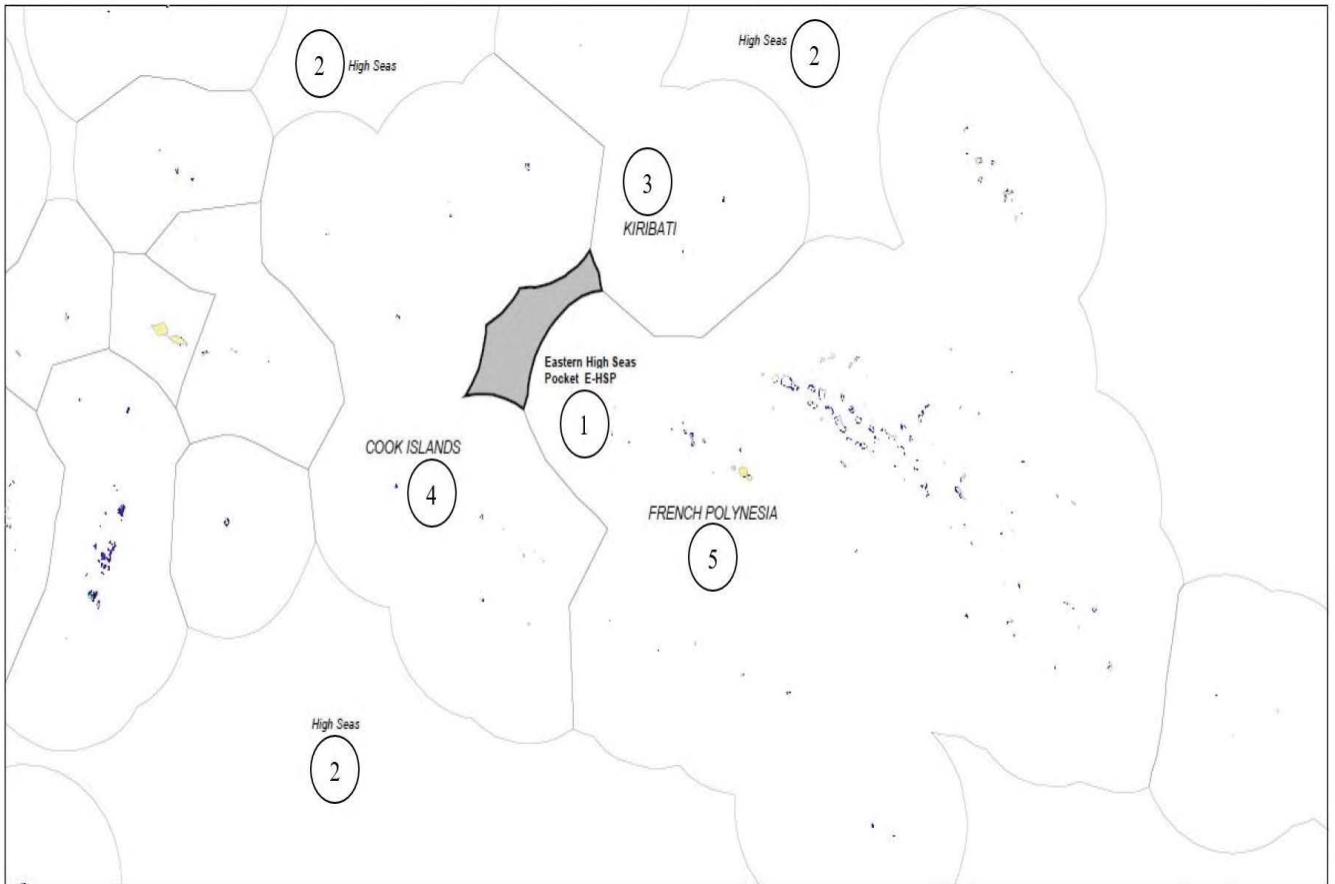 High Seas
2
2
High Seas
3
KIRIBATI
Eastern High Seas
Pocket E-HSP
1
COOK ISLANDS
4
FRENCH POLYNESIA
5
High Seas
2